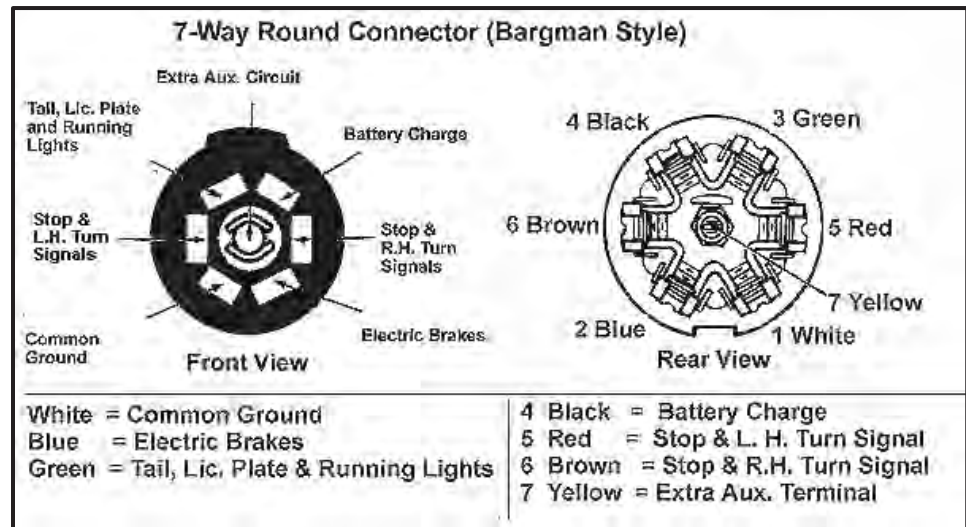 7-Way Round Connector (Bargman Style)
Extra Aux. Circuit
Tail, Lic. Plate
and Running
Lights
Battery Charge
Stop &
L.H. Turn
Signals
Stop &
R.H. Turn
Signals
Common
Ground
Electric Brakes
Front View
4 Black
3 Green
6 Brown
5 Red
7 Yellow
2 Blue
1 White
Rear View
White = Common Ground
Blue = Electric Brakes
Green = Tail, Lic. Plate & Running Lights
4 Black = Battery Charge
5 Red = Stop & L. H. Turn Signal
6 Brown = Stop & R.H. Turn Signal
7 Yellow = Extra Aux. Terminal